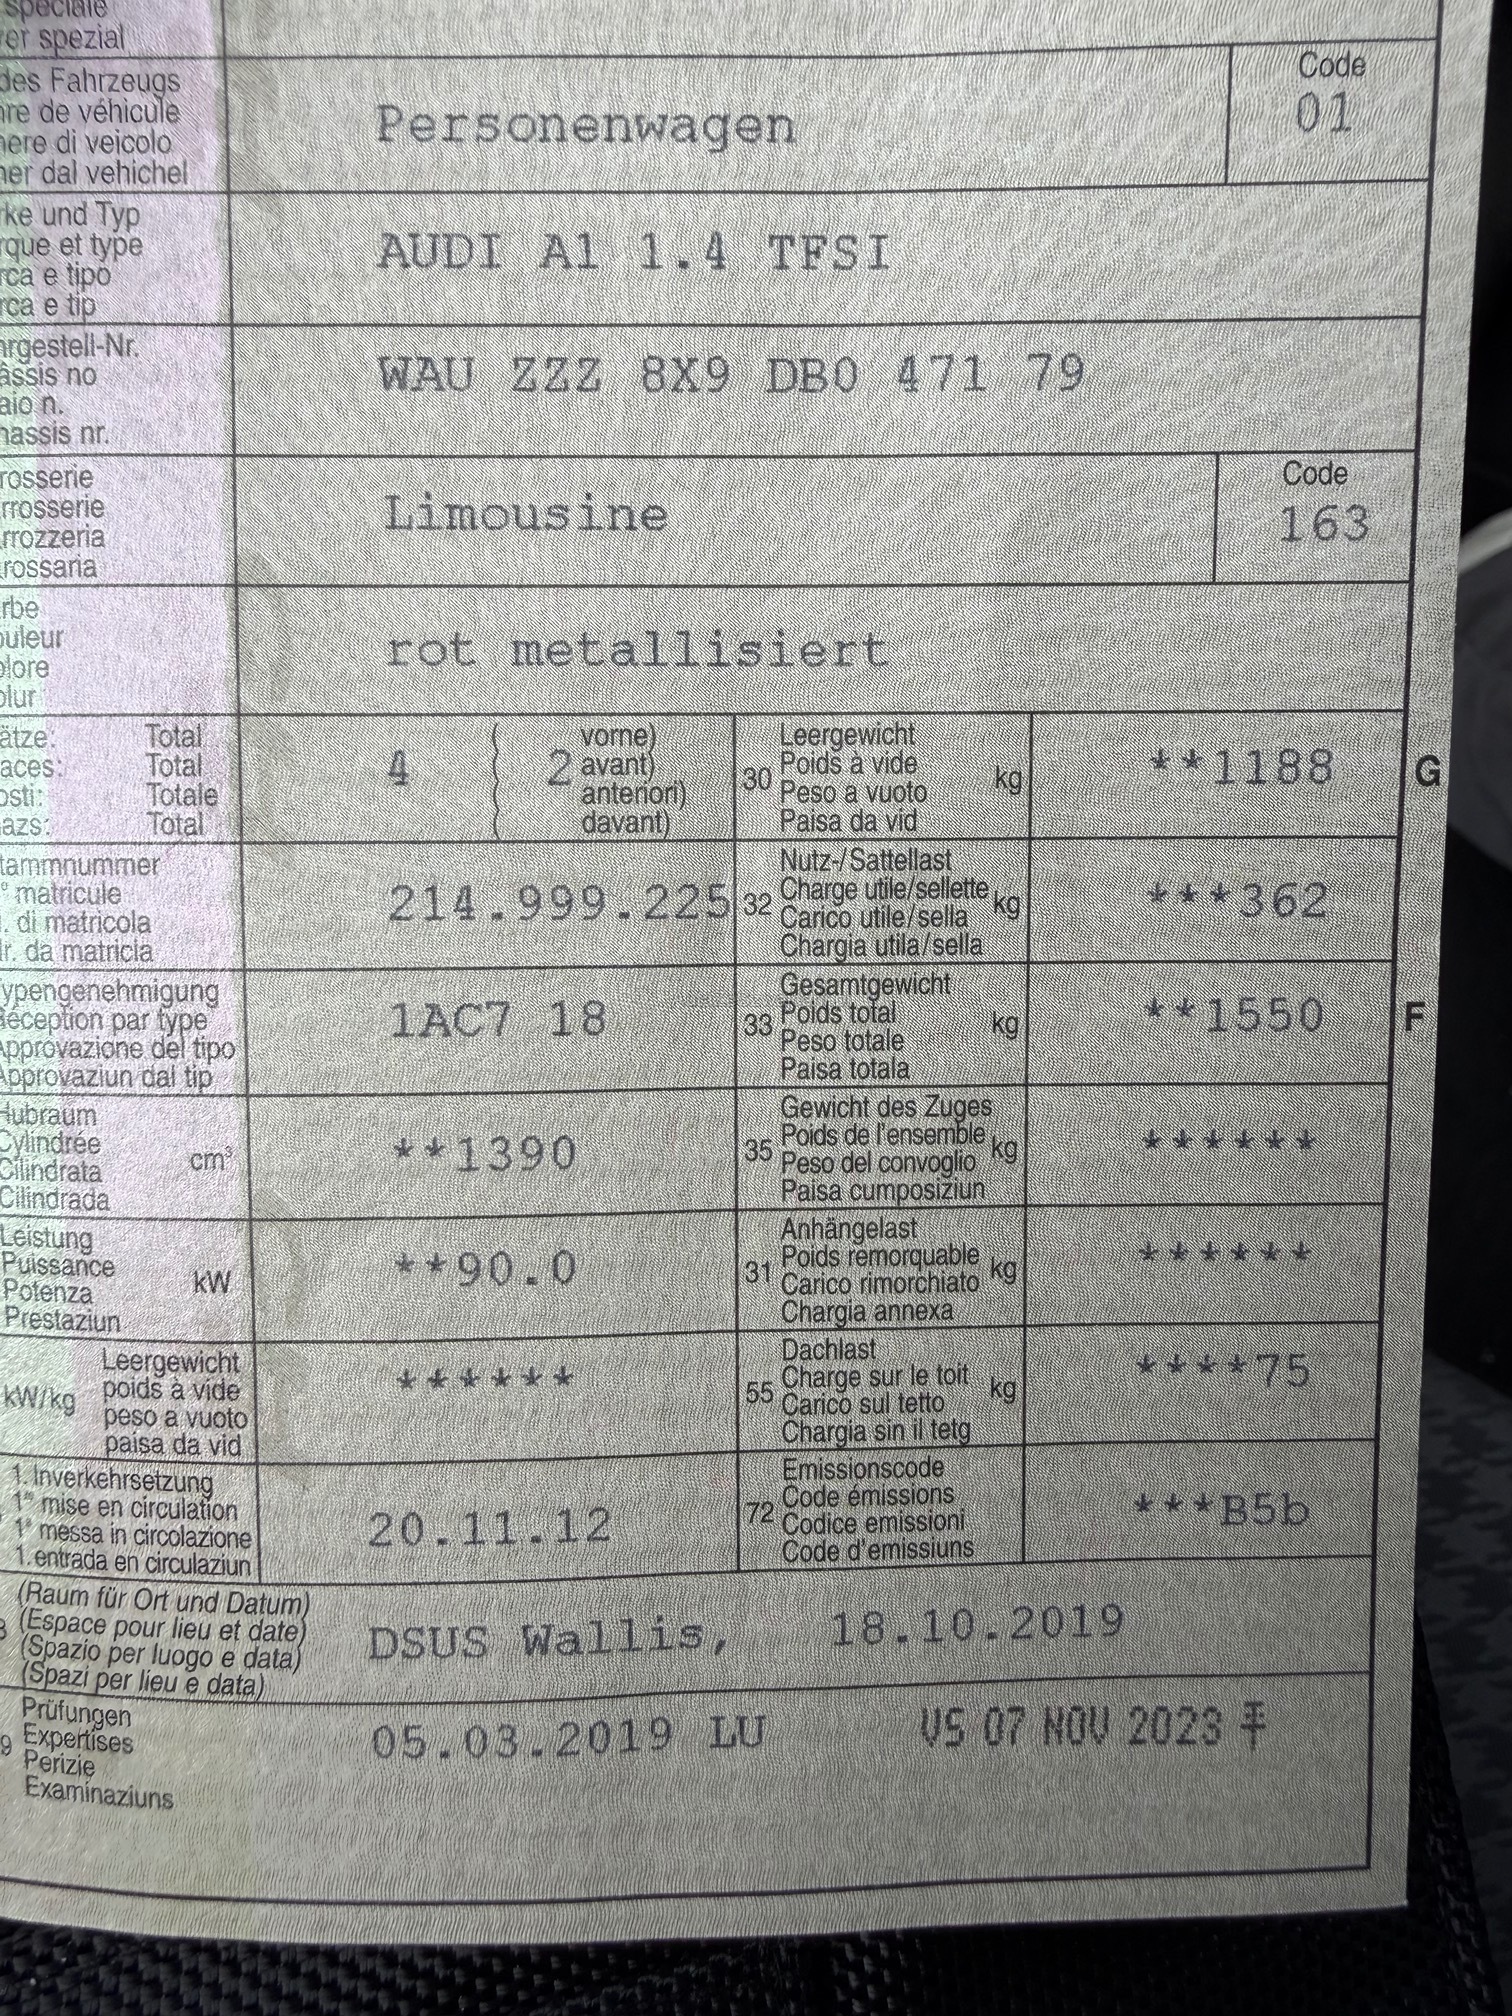 speciale
er spezial
des Fahrzeugs
re de véhicule
ere di veicolo
er dal vehichel
Personenwagen
Code
01
rke und Typ
rque et type
rca e tipo
rca e tip
AUDI A1 1.4 TFSI
rgestell-Nr.
âssis no
aio n.
hassis nr.
WAU ZZZ 8X9 DB0 471 79
rosserie
rrosserie
rrozzeria
rossaria
Limousine
Code
163
rbe
ouleur
olore
olur
rot metallisiert
ätze: Total
aces: Total
osti: Totale
azs: Total
4 ( 2 vorne)
avant)
anteriori)
davant)
30 Leergewicht
Poids à vide
Peso a vuoto
Paisa da vid
kg
**1188
G
tammnummer
° matricule
. di matricola
r. da matricla
214.999.225
32 Nutz-/Sattellast
Charge utile/sellette
Carico utile/sella
Chargia utila/sella
kg
***362
ypengenehmigung
Réception par type
Approvazione del tipo
Approvaziun dal tip
1AC7 18
33 Gesamtgewicht
Poids total
Peso totale
Paisa totala
kg
**1550
F
Hubraum
Cylindrée
Cilindrata
Cilindrada
cm³
**1390
35 Gewicht des Zuges
Poids de l'ensemble
Peso del convoglio
Paisa cumposiziun
kg
******
Leistung
Puissance
Potenza
Prestaziun
kW
**90.0
31 Anhängelast
Poids remorquable
Carico rimorchiato
Chargia annexa
kg
******
kW/kg
Leergewicht
poids à vide
peso a vuoto
paisa da vid
******
55 Dachlast
Charge sur le toit
Carico sul tetto
Chargia sin il tetg
kg
****75
1. Inverkehrsetzung
1re mise en circulation
1a messa in circolazione
1. entrada en circulaziun
20.11.12
72 Emissionscode
Code émissions
Codice emissioni
Code d'emissiuns
***B5b
(Raum für Ort und Datum)
(Espace pour lieu et date)
(Spazio per luogo e data)
(Spazi per lieu e data)
DSUS Wallis, 18.10.2019
9 Prüfungen
Expertises
Perizie
Examinaziuns
05.03.2019 LU VS 07 NOV 2023